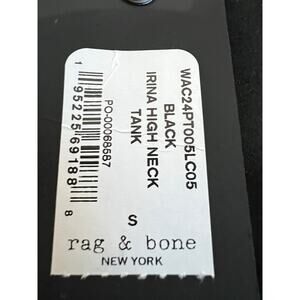 WAC24PT005LC05
BLACK
IRINA HIGH NECK
TANK
PO-00068587
1 95225 69188 8
S
rag & bone
NEW YORK